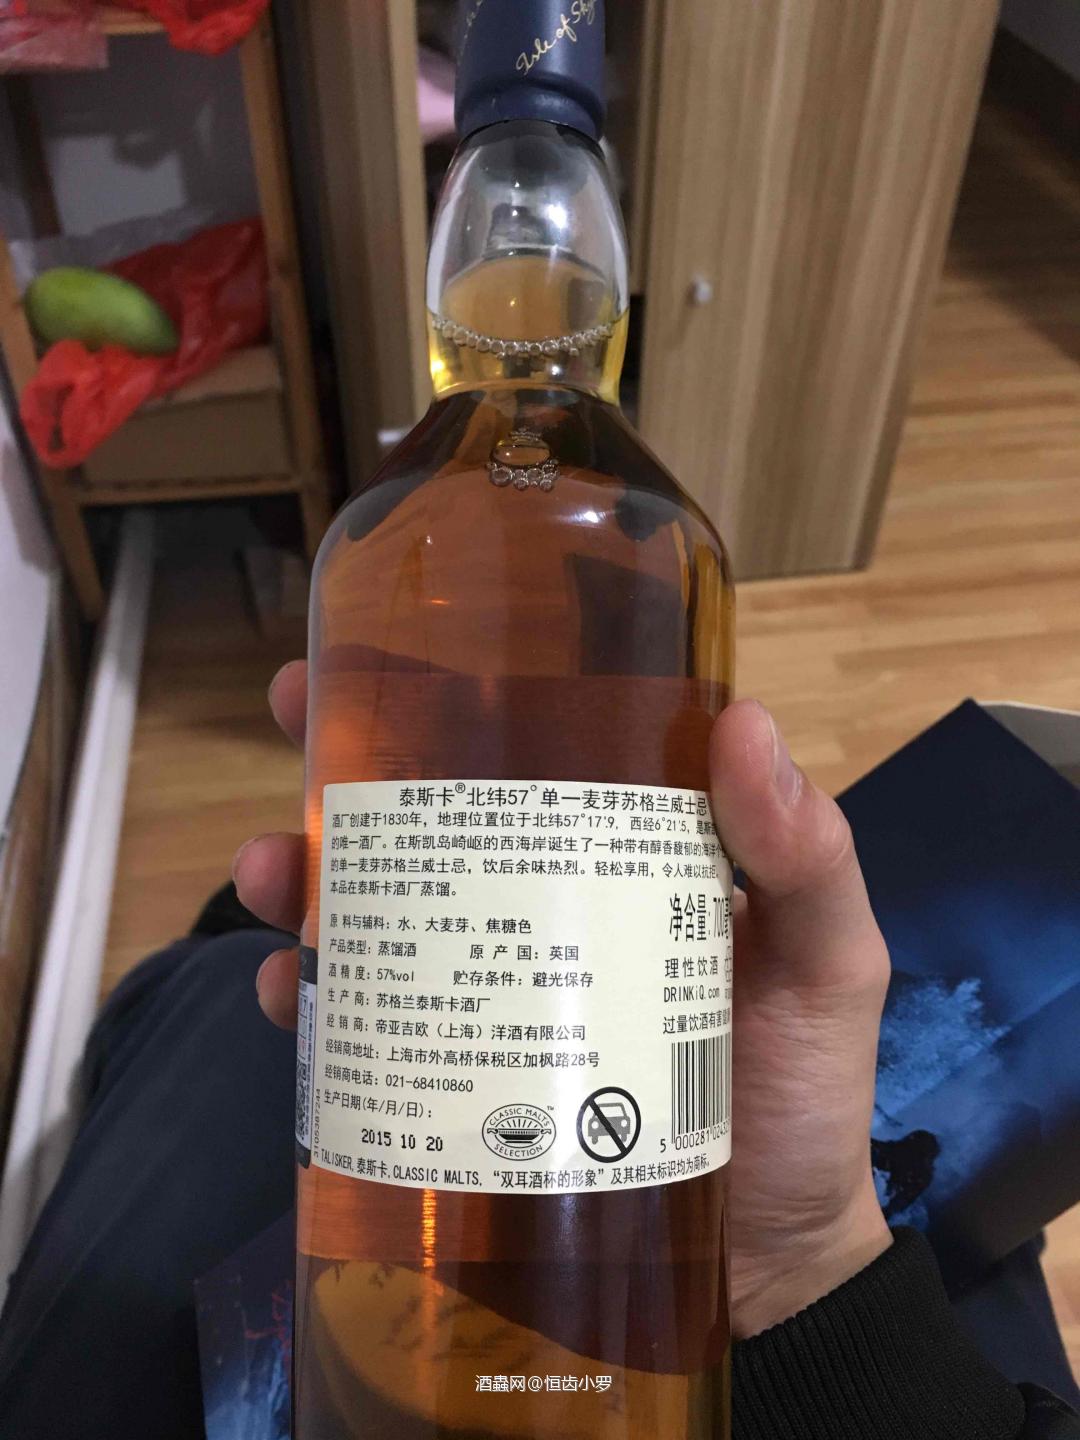 Isle of Sky
泰斯卡®北纬57°单一麦芽苏格兰威士忌
酒厂创建于1830年，地理位置位于北纬57°17'.9，西经6°21'.5，是斯
的唯一酒厂。在斯凯岛崎岖的西海岸诞生了一种带有醇香馥郁的海洋个
的单一麦芽苏格兰威士忌，饮后余味热烈。轻松享用，令人难以抗拒。
本品在泰斯卡酒厂蒸馏。
净含量：700毫
原料与辅料：水、大麦芽、焦糖色
产品类型：蒸馏酒 原产国：英国
酒精度：57%vol 贮存条件：避光保存
生产商：苏格兰泰斯卡酒厂
经销商：帝亚吉欧（上海）洋酒有限公司
经销商地址：上海市外高桥保税区加枫路28号
经销商电话：021-68410860
生产日期(年/月/日)：
2015 10 20
理性饮酒
DRINKiQ.com
过量饮酒有害健
CLASSIC MALTS™
SELECTION
5 000281 02
3105387244
TALISKER,泰斯卡,CLASSIC MALTS,“双耳酒杯的形象”及其相关标识均为商标。
酒蟲网@恒齿小罗